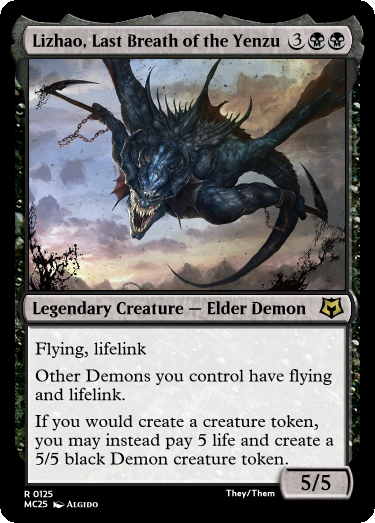 Lizhao, Last Breath of the Yenzu 3
Legendary Creature — Elder Demon
Flying, lifelink
Other Demons you control have flying
and lifelink.
If you would create a creature token,
you may instead pay 5 life and create a
5/5 black Demon creature token.
5/5
R 0125
They/Them
MC25 ALGIDO